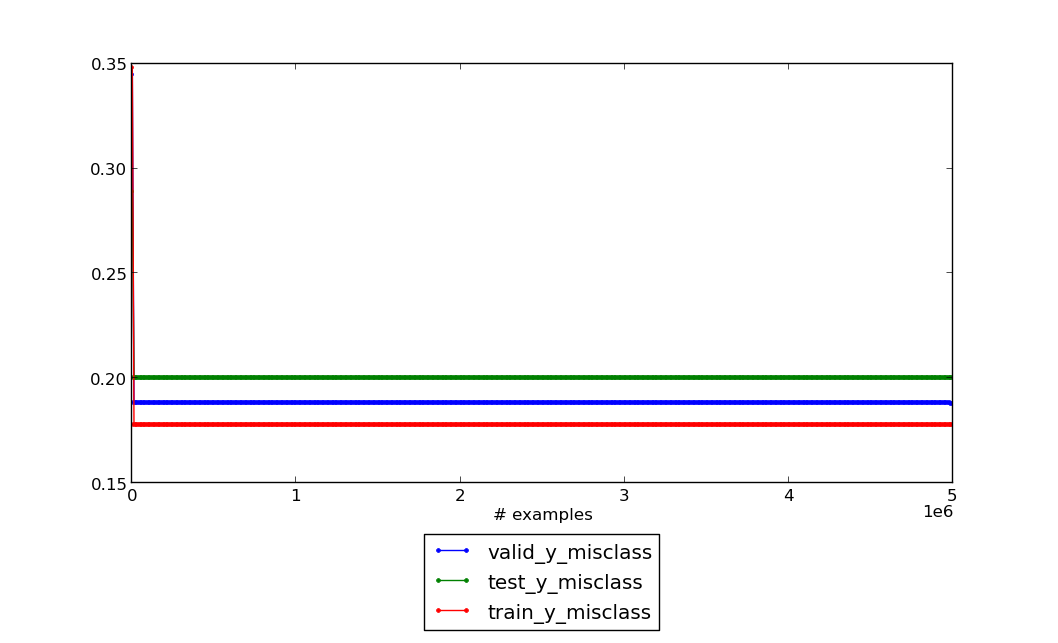 0.35
0.30
0.25
0.20
0.15
0 1 2 3 4 5
# examples 1e6
valid_y_misclass
test_y_misclass
train_y_misclass